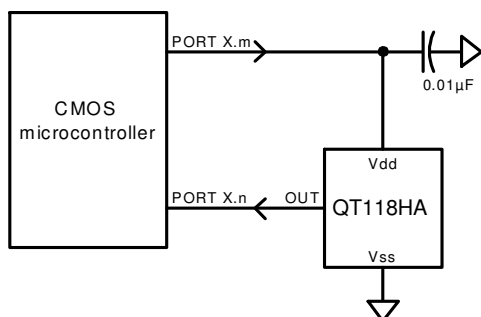 PORT X.m
0.01µF
CMOS
microcontroller
Vdd
PORT X.n
OUT
QT118HA
Vss